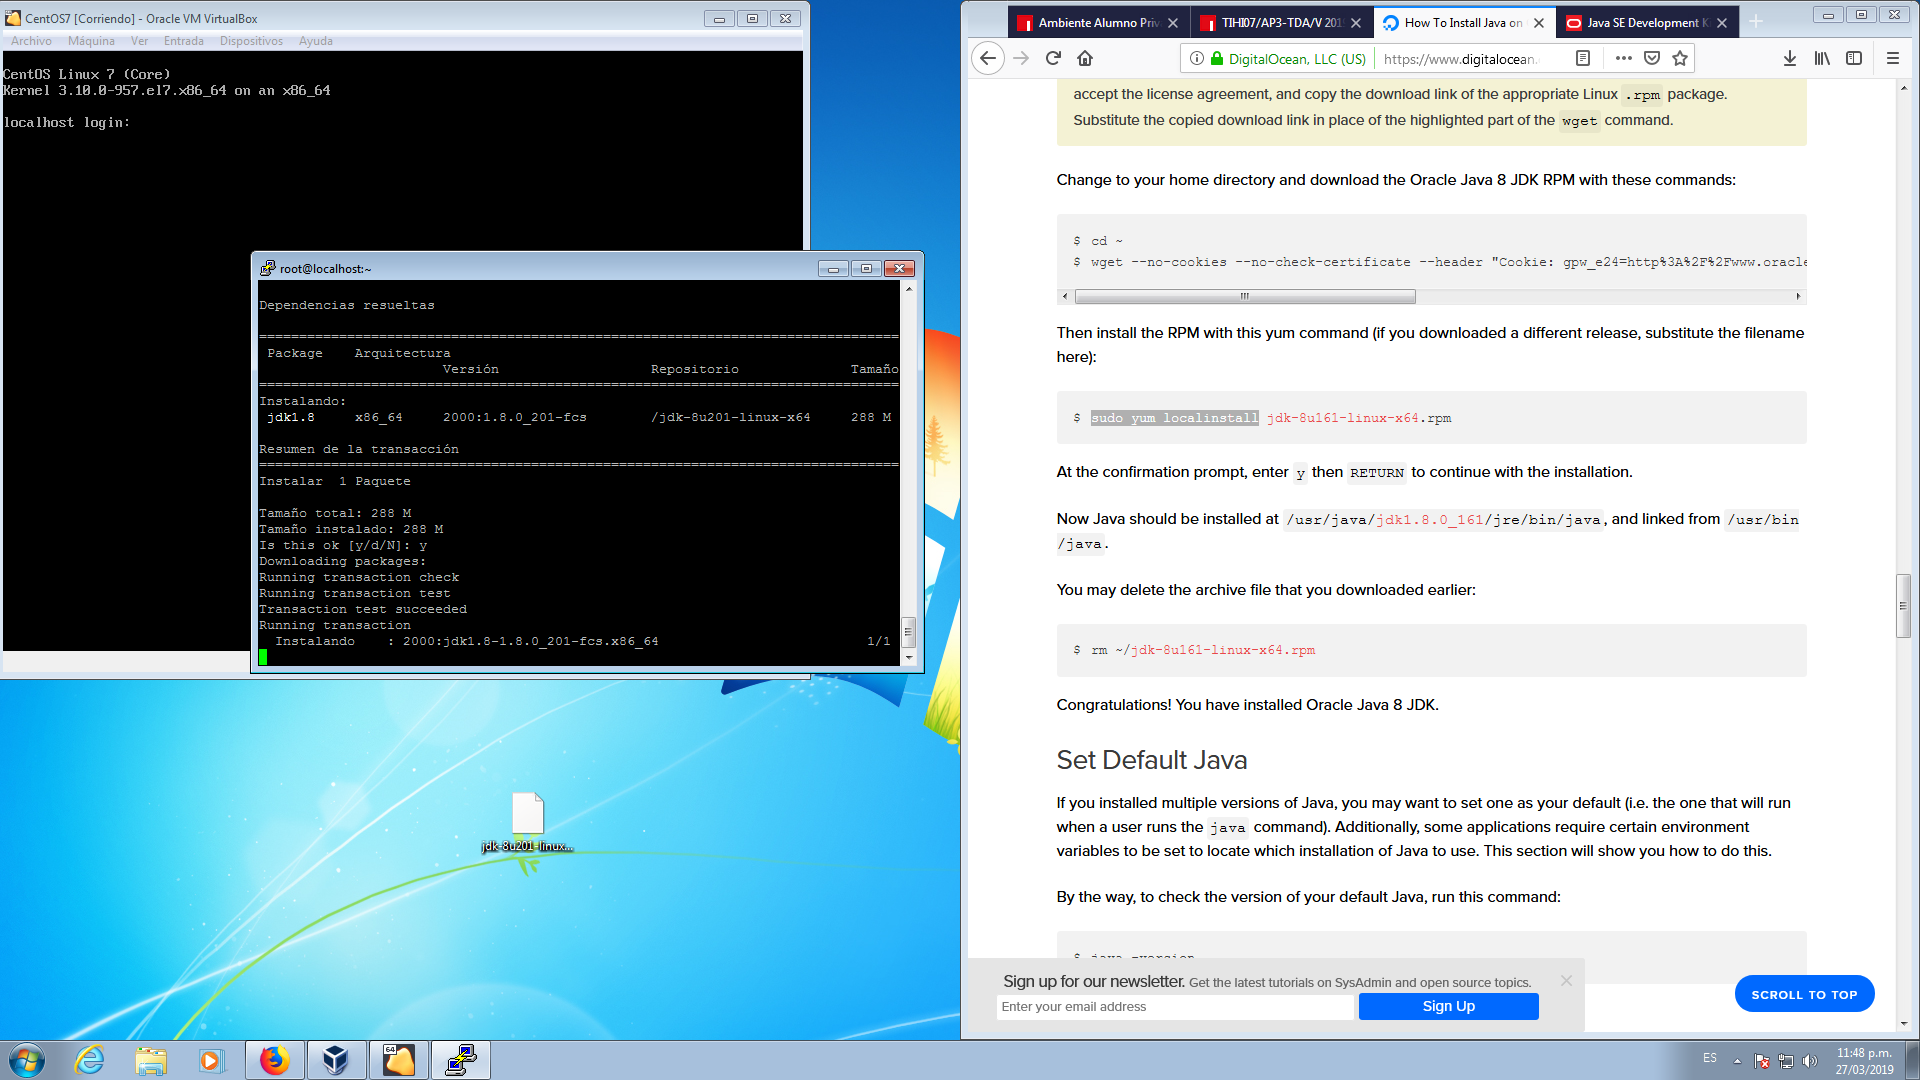 CentOS7 [Corriendo] - Oracle VM VirtualBox
Archivo Máquina Ver Entrada Dispositivos Ayuda
CentOS Linux 7 (Core)
Kernel 3.10.0-957.el7.x86_64 on an x86_64
localhost login:
root@localhost:~
Dependencias resueltas
================================================================================
Package Arquitectura
Versión Repositorio Tamaño
================================================================================
Instalando:
jdk1.8 x86_64 2000:1.8.0_201-fcs /jdk-8u201-linux-x64 288 M
Resumen de la transacción
================================================================================
Instalar 1 Paquete
Tamaño total: 288 M
Tamaño instalado: 288 M
Is this ok [y/d/N]: y
Downloading packages:
Running transaction check
Running transaction test
Transaction test succeeded
Running transaction
Instalando : 2000:jdk1.8-1.8.0_201-fcs.x86_64 1/1
jdk-8u201-linux...
Ambiente Alumno Priv
TIHI07/AP3-TDA/V 201
How To Install Java on
Java SE Development K
DigitalOcean, LLC (US) https://www.digitalocean.
accept the license agreement, and copy the download link of the appropriate Linux .rpm package.
Substitute the copied download link in place of the highlighted part of the wget command.
Change to your home directory and download the Oracle Java 8 JDK RPM with these commands:
$ cd ~
$ wget --no-cookies --no-check-certificate --header "Cookie: gpw_e24=http%3A%2F%2Fwww.oracle
Then install the RPM with this yum command (if you downloaded a different release, substitute the filename
here):
$ sudo yum localinstall jdk-8u161-linux-x64.rpm
At the confirmation prompt, enter y then RETURN to continue with the installation.
Now Java should be installed at /usr/java/jdk1.8.0_161/jre/bin/java, and linked from /usr/bin
/java.
You may delete the archive file that you downloaded earlier:
$ rm ~/jdk-8u161-linux-x64.rpm
Congratulations! You have installed Oracle Java 8 JDK.
Set Default Java
If you installed multiple versions of Java, you may want to set one as your default (i.e. the one that will run
when a user runs the java command). Additionally, some applications require certain environment
variables to be set to locate which installation of Java to use. This section will show you how to do this.
By the way, to check the version of your default Java, run this command:
$ java -version
Sign up for our newsletter. Get the latest tutorials on SysAdmin and open source topics.
Enter your email address
Sign Up
SCROLL TO TOP
64
ES
11:48 p.m.
27/03/2019